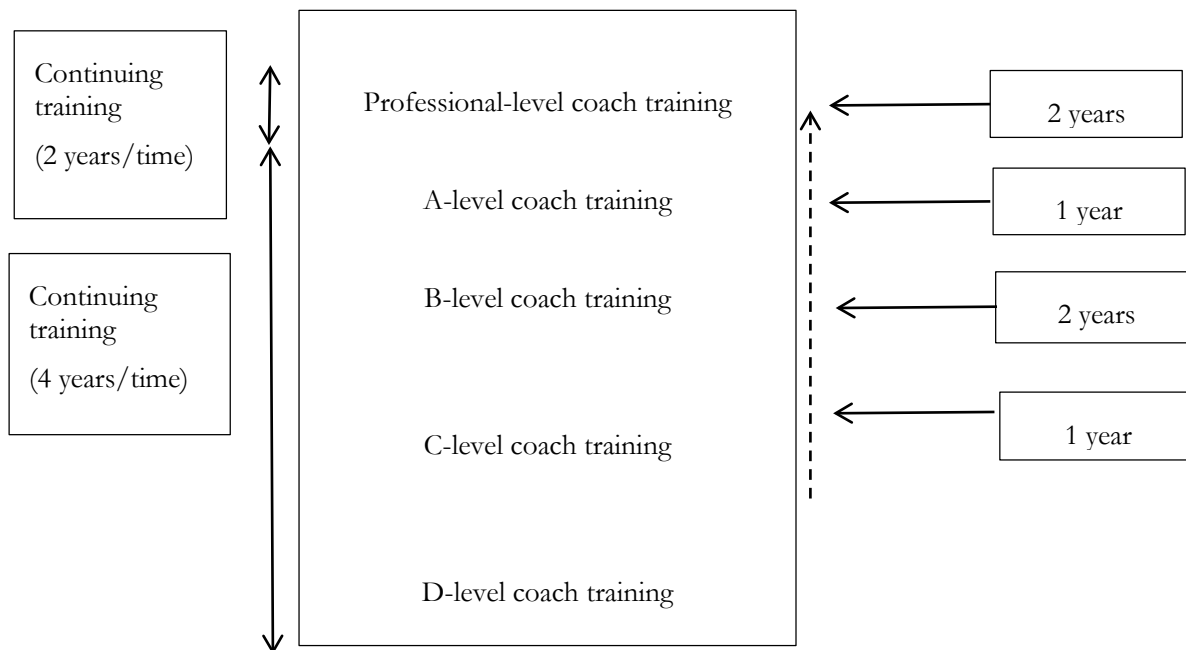 Continuing
training
(2 years/time)
Continuing
training
(4 years/time)
Professional-level coach training
A-level coach training
B-level coach training
C-level coach training
D-level coach training
2 years
1 year
2 years
1 year